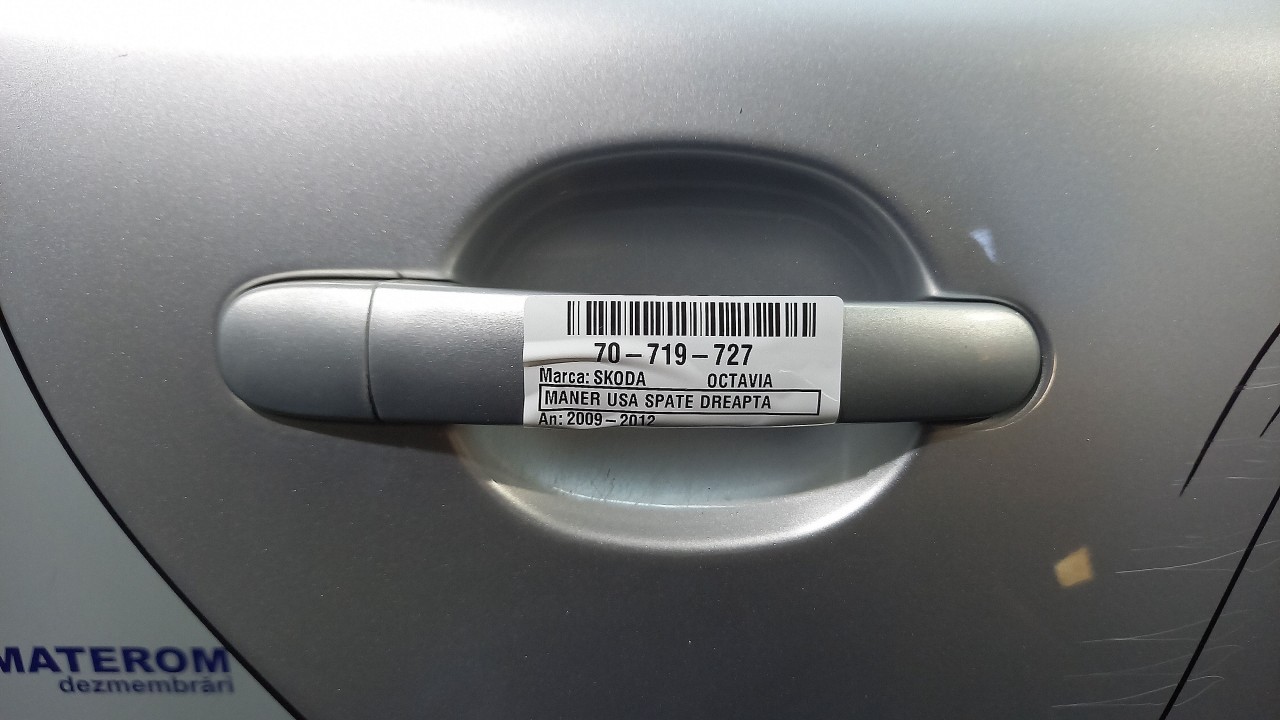 70-719-727
Marca: SKODA OCTAVIA
MANER USA SPATE DREAPTA
An: 2009-2012
MATEROM
dezmembrări